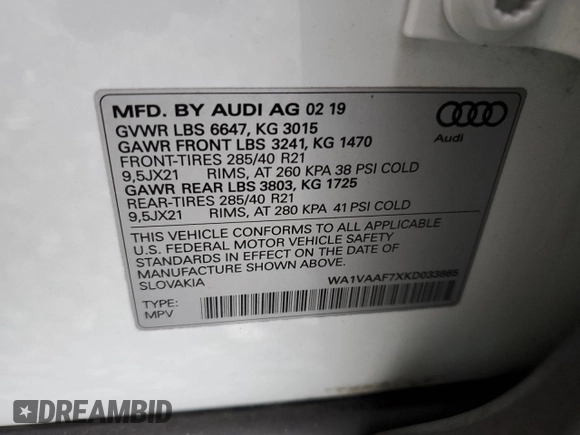 MFD. BY AUDI AG 02 19
GVWR LBS 6647, KG 3015
GAWR FRONT LBS 3241, KG 1470
FRONT-TIRES 285/40 R21
9,5JX21 RIMS, AT 260 KPA 38 PSI COLD
GAWR REAR LBS 3803, KG 1725
REAR-TIRES 285/40 R21
9,5JX21 RIMS, AT 280 KPA 41 PSI COLD
Audi
THIS VEHICLE CONFORMS TO ALL APPLICABLE
U.S. FEDERAL MOTOR VEHICLE SAFETY
STANDARDS IN EFFECT ON THE DATE OF
MANUFACTURE SHOWN ABOVE.
SLOVAKIA
WA1VAAF7XKD033865
TYPE:
MPV
DREAMBID